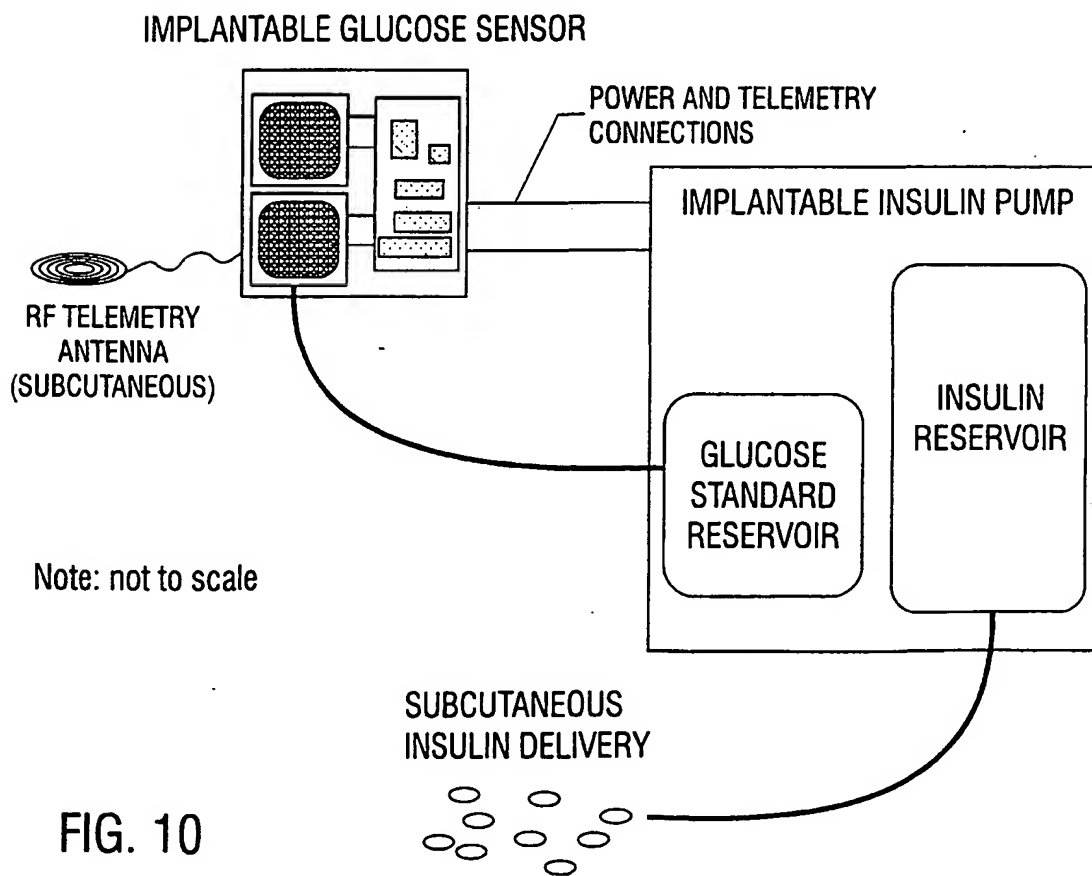 IMPLANTABLE GLUCOSE SENSOR
POWER AND TELEMETRY
CONNECTIONS
IMPLANTABLE INSULIN PUMP
RF TELEMETRY
ANTENNA
(SUBCUTANEOUS)
INSULIN
RESERVOIR
GLUCOSE
STANDARD
RESERVOIR
Note: not to scale
SUBCUTANEOUS
INSULIN DELIVERY
FIG. 10